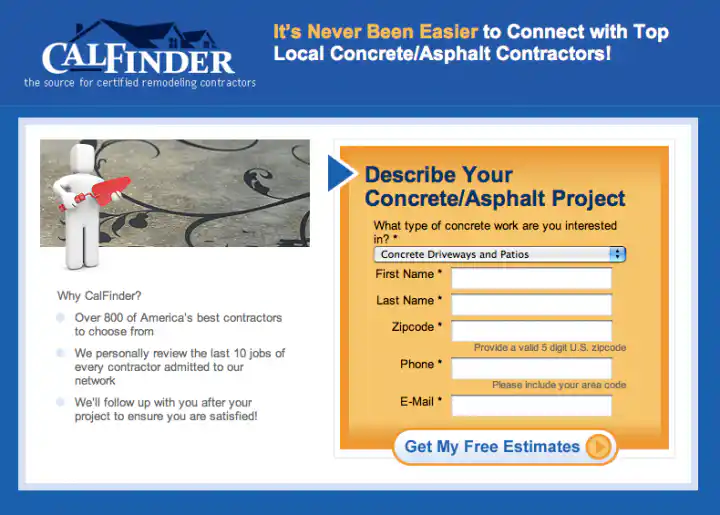 CALFINDER
the source for certified remodeling contractors
It's Never Been Easier to Connect with Top
Local Concrete/Asphalt Contractors!
Why CalFinder?
Over 800 of America's best contractors
to choose from
We personally review the last 10 jobs of
every contractor admitted to our
network
We'll follow up with you after your
project to ensure you are satisfied!
Describe Your
Concrete/Asphalt Project
What type of concrete work are you interested
in? *
Concrete Driveways and Patios
First Name *
Last Name *
Zipcode *
Provide a valid 5 digit U.S. zipcode
Phone *
Please include your area code
E-Mail *
Get My Free Estimates